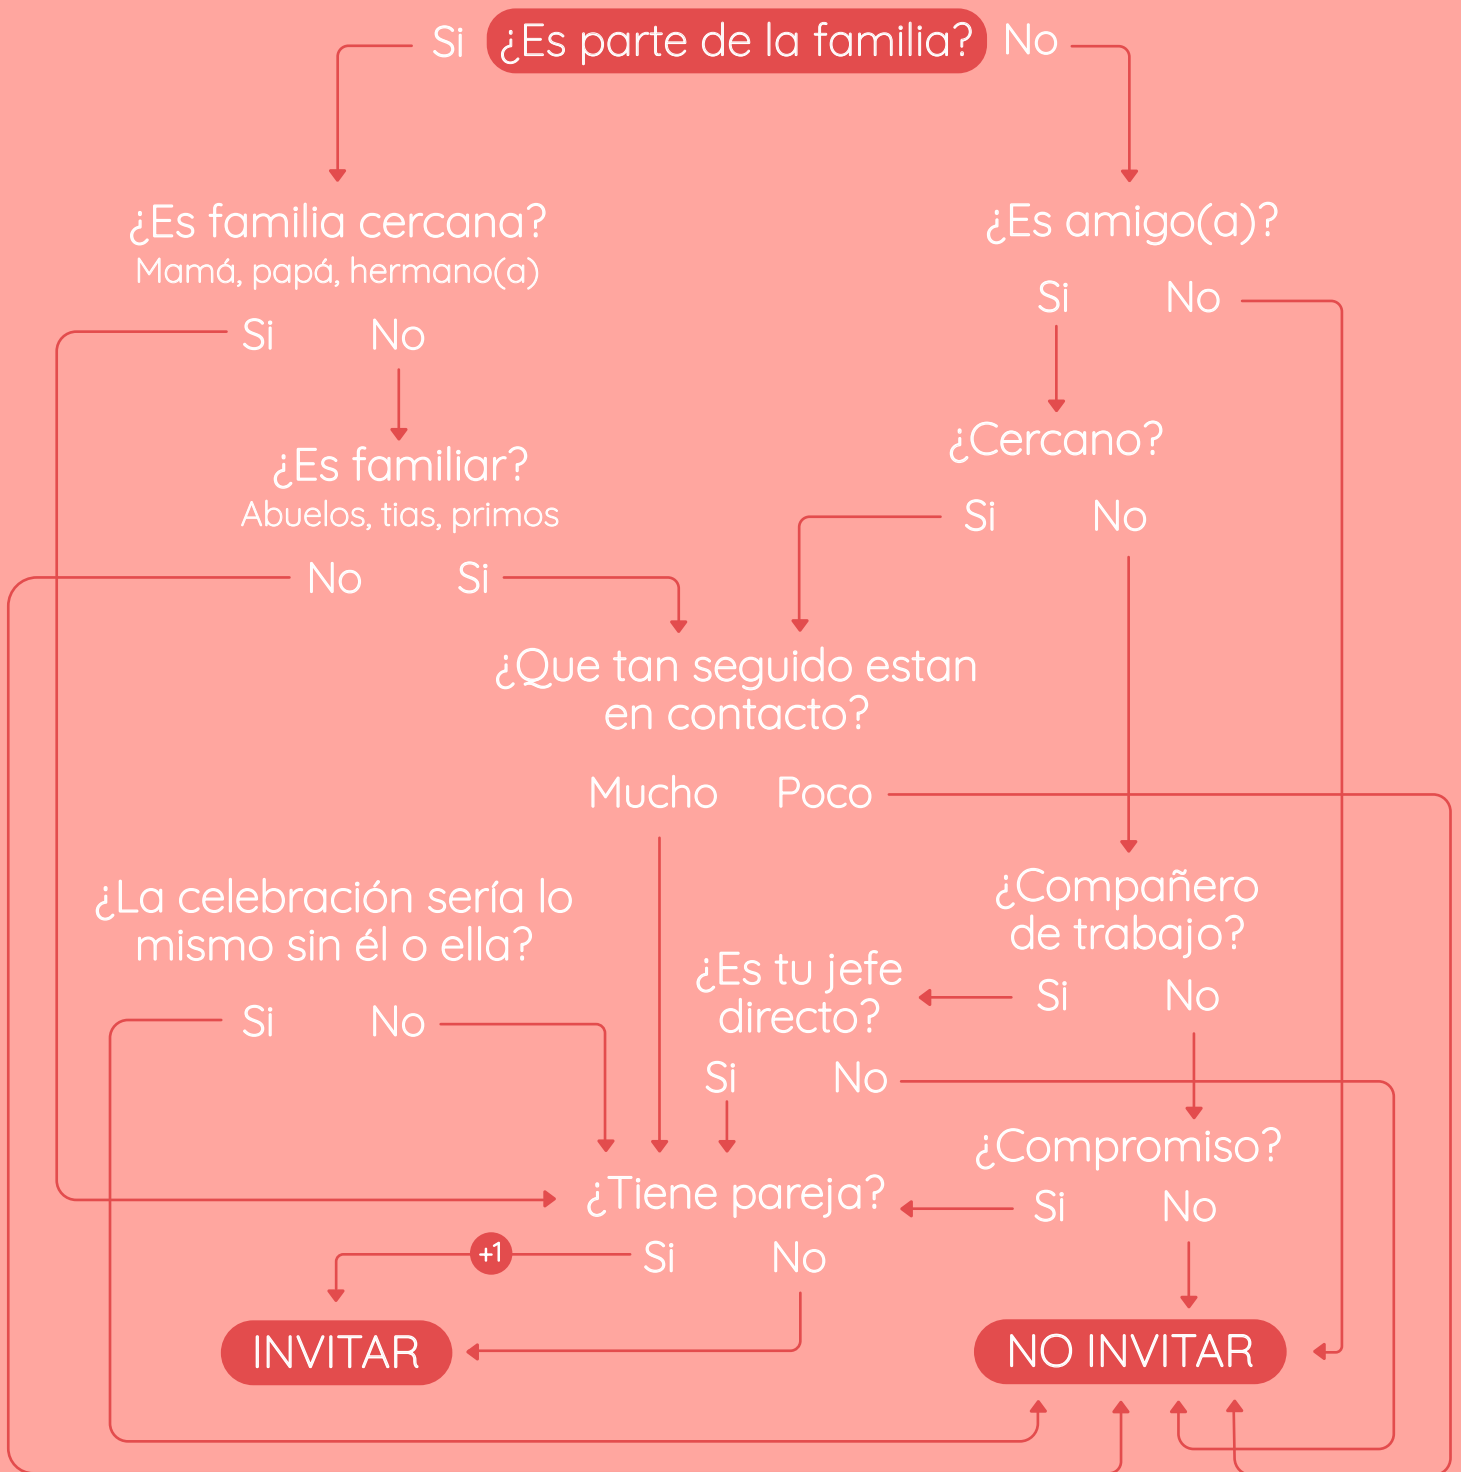 Si ¿Es parte de la familia? No
¿Es familia cercana?
Mamá, papá, hermano(a)
Si No
¿Es amigo(a)?
Si No
¿Es familiar?
Abuelos, tias, primos
No Si
¿Cercano?
Si No
¿Que tan seguido estan
en contacto?
Mucho Poco
¿La celebración sería lo
mismo sin él o ella?
Si No
¿Compañero
de trabajo?
Si No
¿Es tu jefe
directo?
Si No
¿Compromiso?
Si No
¿Tiene pareja?
Si No
+1
INVITAR
NO INVITAR